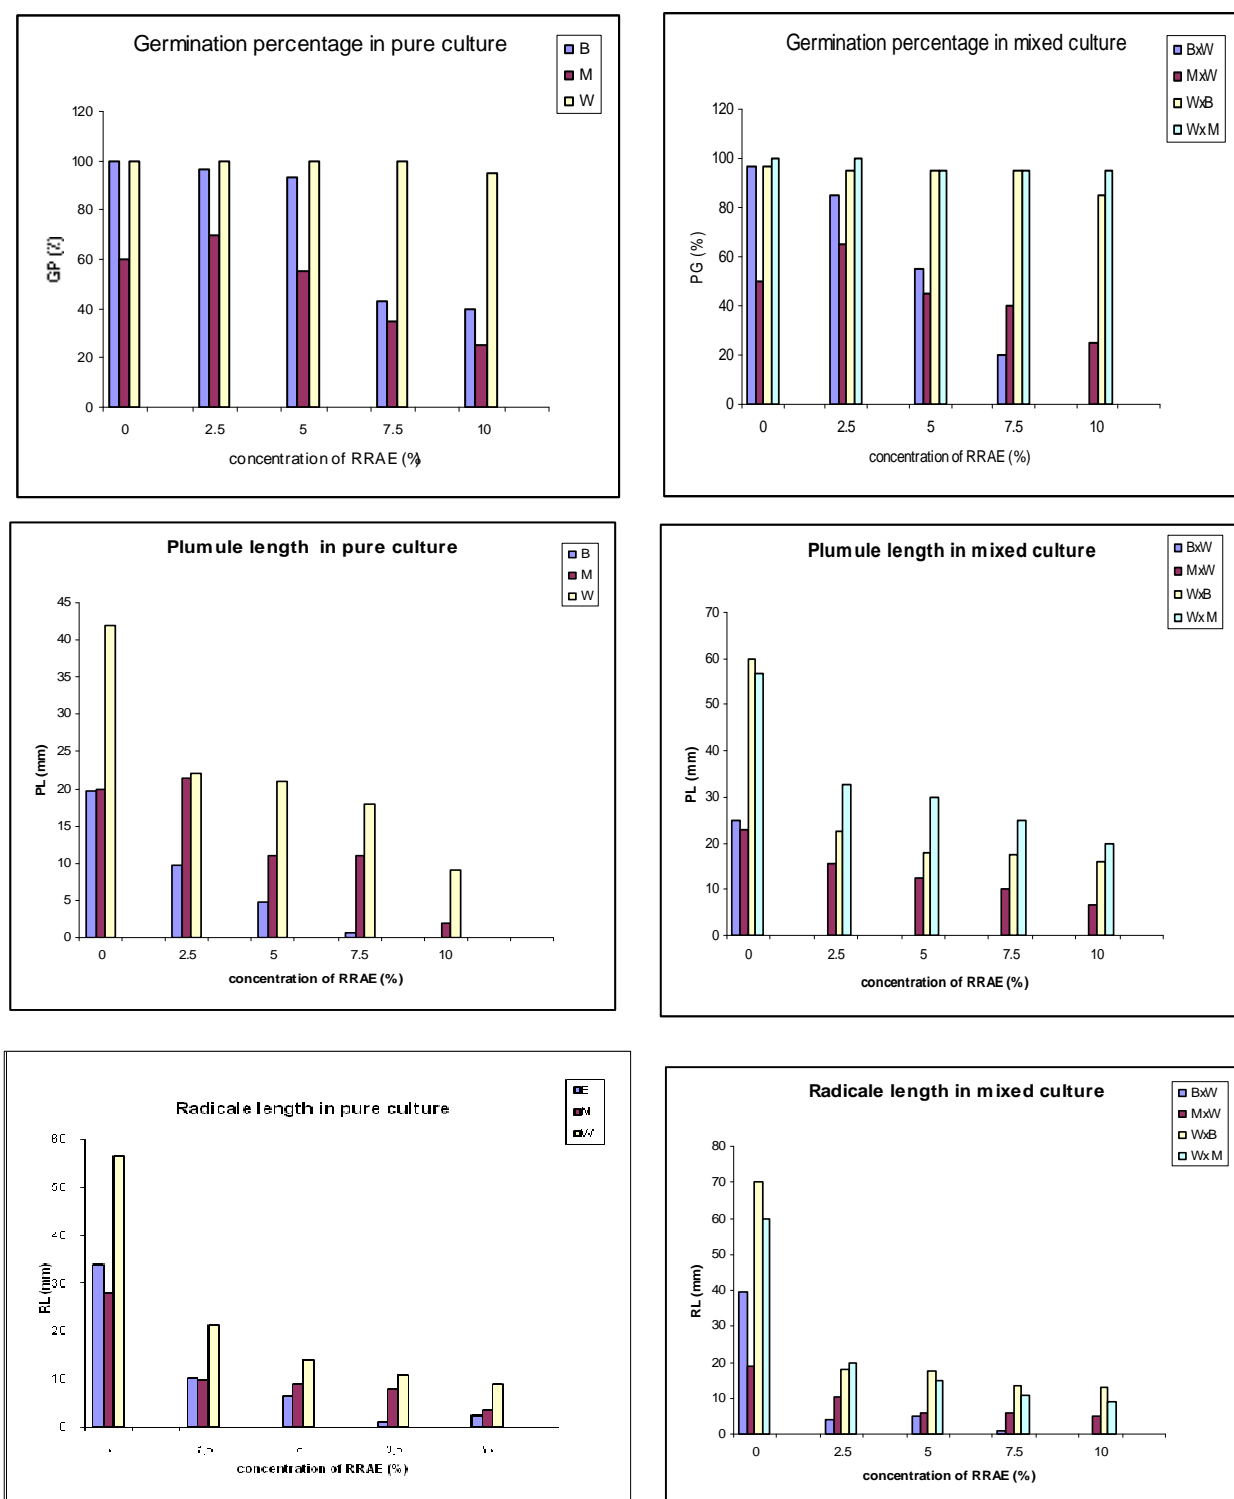 Germination percentage in pure culture
B
M
W
120
100
80
60
40
20
0
GP (%)
0 2.5 5 7.5 10
concentration of RRAE (%)
Germination percentage in mixed culture
BxW
MxW
WxB
WxM
120
100
80
60
40
20
0
PG (%)
0 2.5 5 7.5 10
concentration of RRAE (%)
Plumule length in pure culture
B
M
W
45
40
35
30
25
20
15
10
5
0
PL (mm)
0 2.5 5 7.5 10
concentration of RRAE (%)
Plumule length in mixed culture
BxW
MxW
WxB
WxM
70
60
50
40
30
20
10
0
PL (mm)
0 2.5 5 7.5 10
concentration of RRAE (%)
Radicale length in pure culture
M
W
60
50
40
30
20
10
0
RL (mm)
concentration of RRAE (%)
Radicale length in mixed culture
BxW
MxW
WxB
WxM
80
70
60
50
40
30
20
10
0
RL (mm)
0 2.5 5 7.5 10
concentration of RRAE (%)